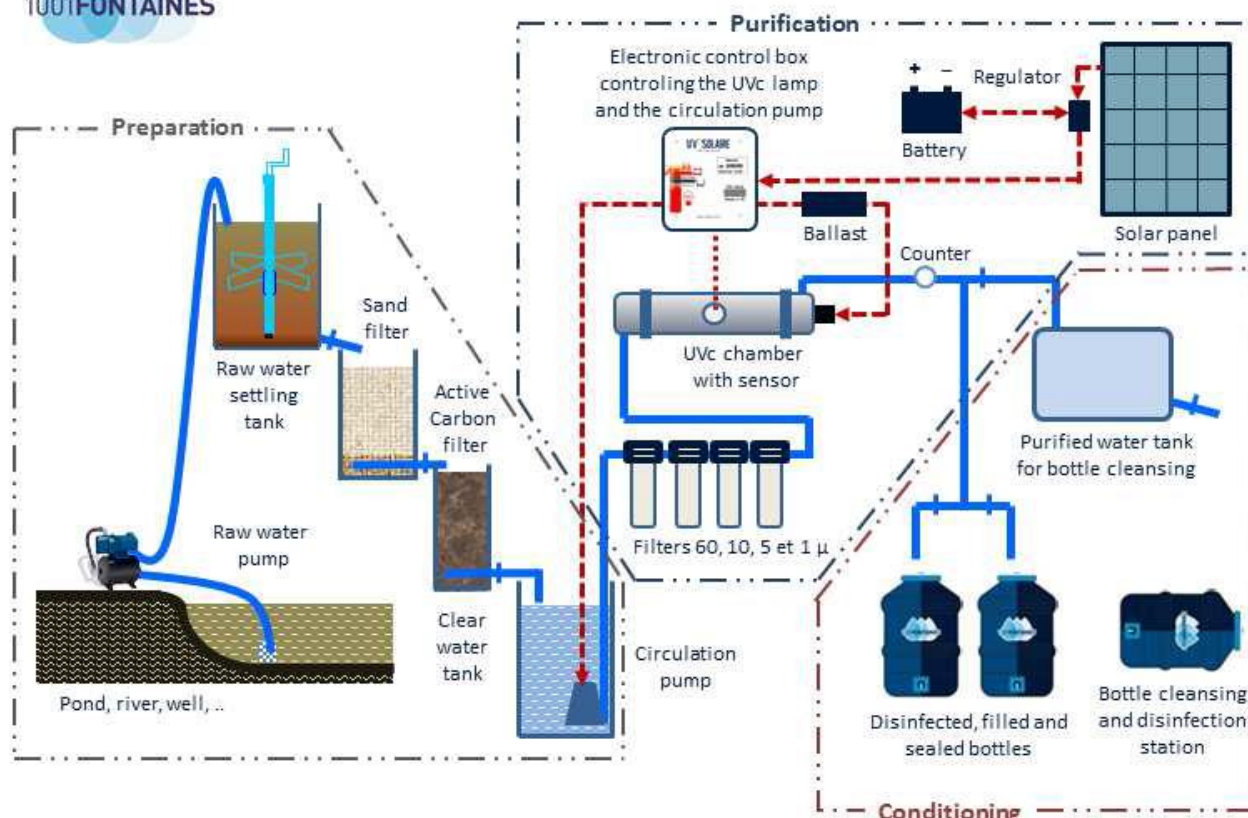 1001FONTAINES
Purification
Electronic control box
controling the UVc lamp
and the circulation pump
+ –
Regulator
Battery
Preparation
UV SOLAIRE
Ballast
Solar panel
Counter
Sand
filter
UVc chamber
with sensor
Raw water
settling
tank
Active
Carbon
filter
Purified water tank
for bottle cleansing
Raw water
pump
Filters 60, 10, 5 et 1 µ
Clear
water
tank
Circulation
pump
Pond, river, well, ..
Disinfected, filled and
sealed bottles
Bottle cleansing
and disinfection
station
Conditioning